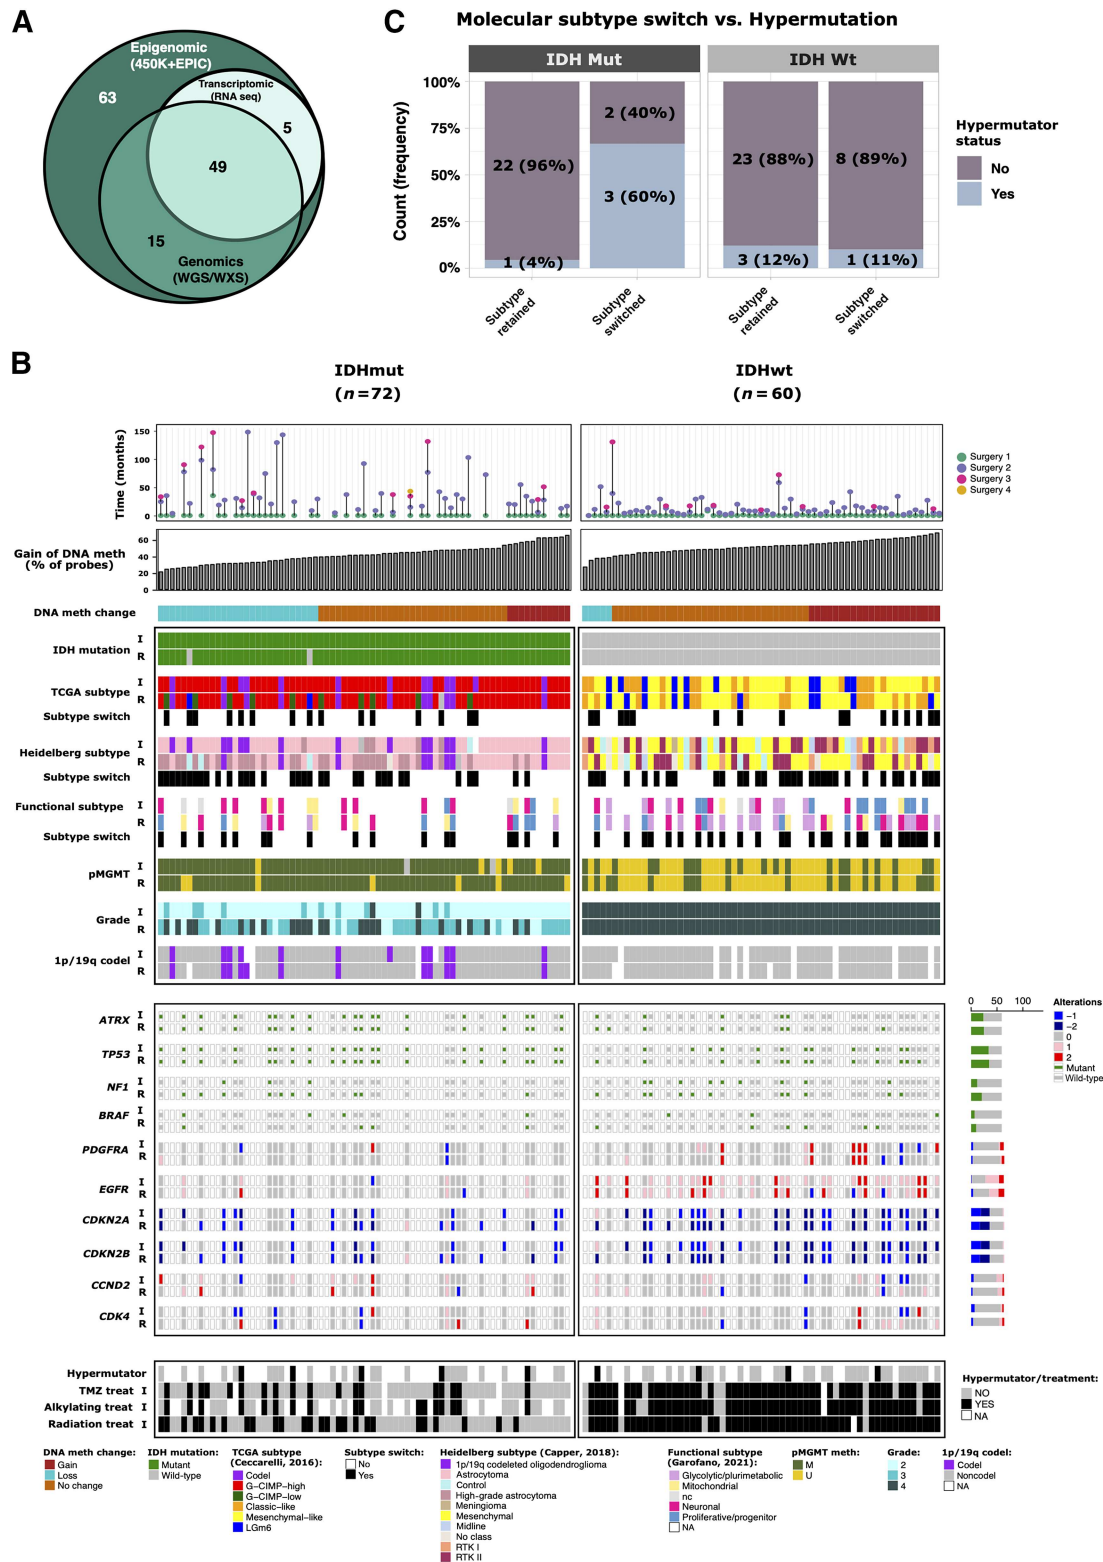 A
Epigenomic
(450K+EPIC)
63
Transcriptomic
(RNA seq)
5
49
15
Genomics
(WGS/WXS)
C
Molecular subtype switch vs. Hypermutation
IDH Mut
IDH Wt
Count (frequency)
100%
75%
50%
25%
0%
22 (96%)
1 (4%)
2 (40%)
3 (60%)
23 (88%)
3 (12%)
8 (89%)
1 (11%)
Subtype
retained
Subtype
switched
Subtype
retained
Subtype
switched
Hypermutator
status
No
Yes
B
IDHmut
(n=72)
IDHwt
(n=60)
Time (months)
150
100
50
0
Surgery 1
Surgery 2
Surgery 3
Surgery 4
Gain of DNA meth
(% of probes)
60
40
20
0
DNA meth change
IDH mutation I
R
TCGA subtype I
R
Subtype switch
Heidelberg subtype I
R
Subtype switch
Functional subtype I
R
Subtype switch
pMGMT I
R
Grade I
R
1p/19q codel I
R
ATRX I
R
TP53 I
R
NF1 I
R
BRAF I
R
PDGFRA I
R
EGFR I
R
CDKN2A I
R
CDKN2B I
R
CCND2 I
R
CDK4 I
R
0 50 100
Alterations
−1
−2
0
1
2
Mutant
Wild-type
Hypermutator
TMZ treat I
Alkylating treat I
Radiation treat I
Hypermutator/treatment:
NO
YES
NA
DNA meth change:
Gain
Loss
No change
IDH mutation:
Mutant
Wild-type
TCGA subtype
(Ceccarelli, 2016):
Codel
G−CIMP−high
G−CIMP−low
Classic−like
Mesenchymal−like
LGm6
Subtype switch:
No
Yes
Heidelberg subtype (Capper, 2018):
1p/19q codeleted oligodendroglioma
Astrocytoma
Control
High-grade astrocytoma
Meningioma
Mesenchymal
Midline
No class
RTK I
RTK II
Functional subtype
(Garofano, 2021):
Glycolytic/plurimetabolic
Mitochondrial
nc
Neuronal
Proliferative/progenitor
NA
pMGMT meth:
M
U
Grade:
2
3
4
1p/19q codel:
Codel
Noncodel
NA